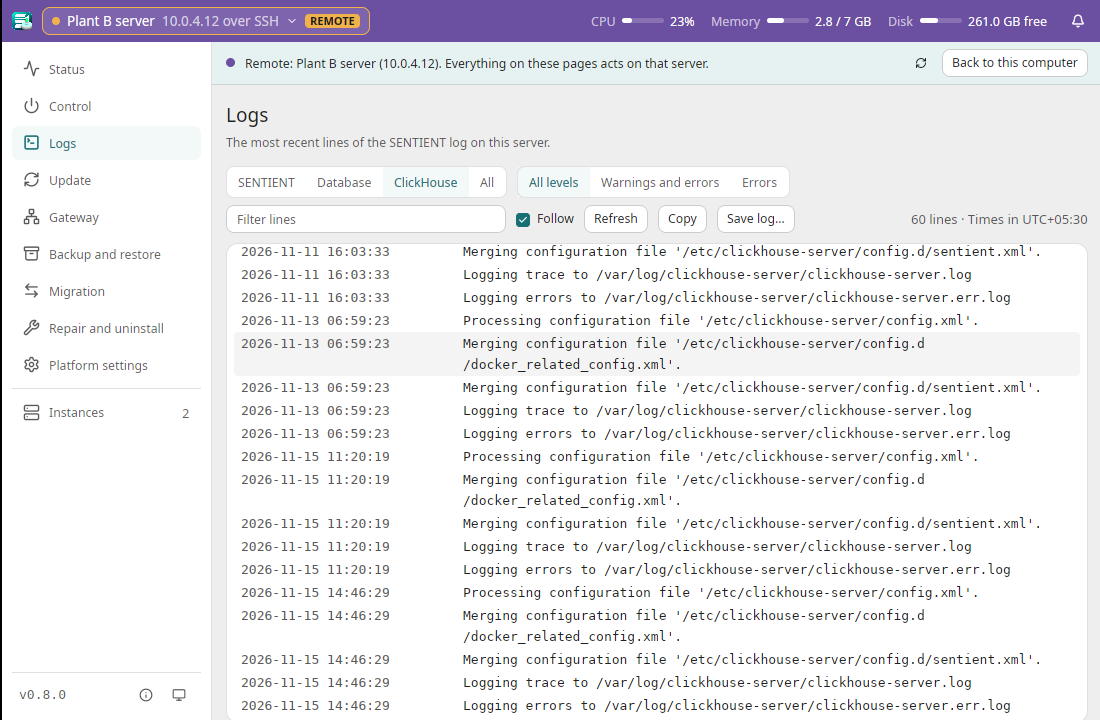 Plant B server 10.0.4.12 over SSH REMOTE
CPU 23% Memory 2.8 / 7 GB Disk 261.0 GB free
Status
Control
Logs
Update
Gateway
Backup and restore
Migration
Repair and uninstall
Platform settings
Instances 2
v0.8.0
Remote: Plant B server (10.0.4.12). Everything on these pages acts on that server.
Back to this computer
Logs
The most recent lines of the SENTIENT log on this server.
SENTIENT Database ClickHouse All
All levels Warnings and errors Errors
Filter lines Follow Refresh Copy Save log...
60 lines · Times in UTC+05:30
2026-11-11 16:03:33 Merging configuration file '/etc/clickhouse-server/config.d/sentient.xml'.
2026-11-11 16:03:33 Logging trace to /var/log/clickhouse-server/clickhouse-server.log
2026-11-11 16:03:33 Logging errors to /var/log/clickhouse-server/clickhouse-server.err.log
2026-11-13 06:59:23 Processing configuration file '/etc/clickhouse-server/config.xml'.
2026-11-13 06:59:23 Merging configuration file '/etc/clickhouse-server/config.d
/docker_related_config.xml'.
2026-11-13 06:59:23 Merging configuration file '/etc/clickhouse-server/config.d/sentient.xml'.
2026-11-13 06:59:23 Logging trace to /var/log/clickhouse-server/clickhouse-server.log
2026-11-13 06:59:23 Logging errors to /var/log/clickhouse-server/clickhouse-server.err.log
2026-11-15 11:20:19 Processing configuration file '/etc/clickhouse-server/config.xml'.
2026-11-15 11:20:19 Merging configuration file '/etc/clickhouse-server/config.d
/docker_related_config.xml'.
2026-11-15 11:20:19 Merging configuration file '/etc/clickhouse-server/config.d/sentient.xml'.
2026-11-15 11:20:19 Logging trace to /var/log/clickhouse-server/clickhouse-server.log
2026-11-15 11:20:19 Logging errors to /var/log/clickhouse-server/clickhouse-server.err.log
2026-11-15 14:46:29 Processing configuration file '/etc/clickhouse-server/config.xml'.
2026-11-15 14:46:29 Merging configuration file '/etc/clickhouse-server/config.d
/docker_related_config.xml'.
2026-11-15 14:46:29 Merging configuration file '/etc/clickhouse-server/config.d/sentient.xml'.
2026-11-15 14:46:29 Logging trace to /var/log/clickhouse-server/clickhouse-server.log
2026-11-15 14:46:29 Logging errors to /var/log/clickhouse-server/clickhouse-server.err.log